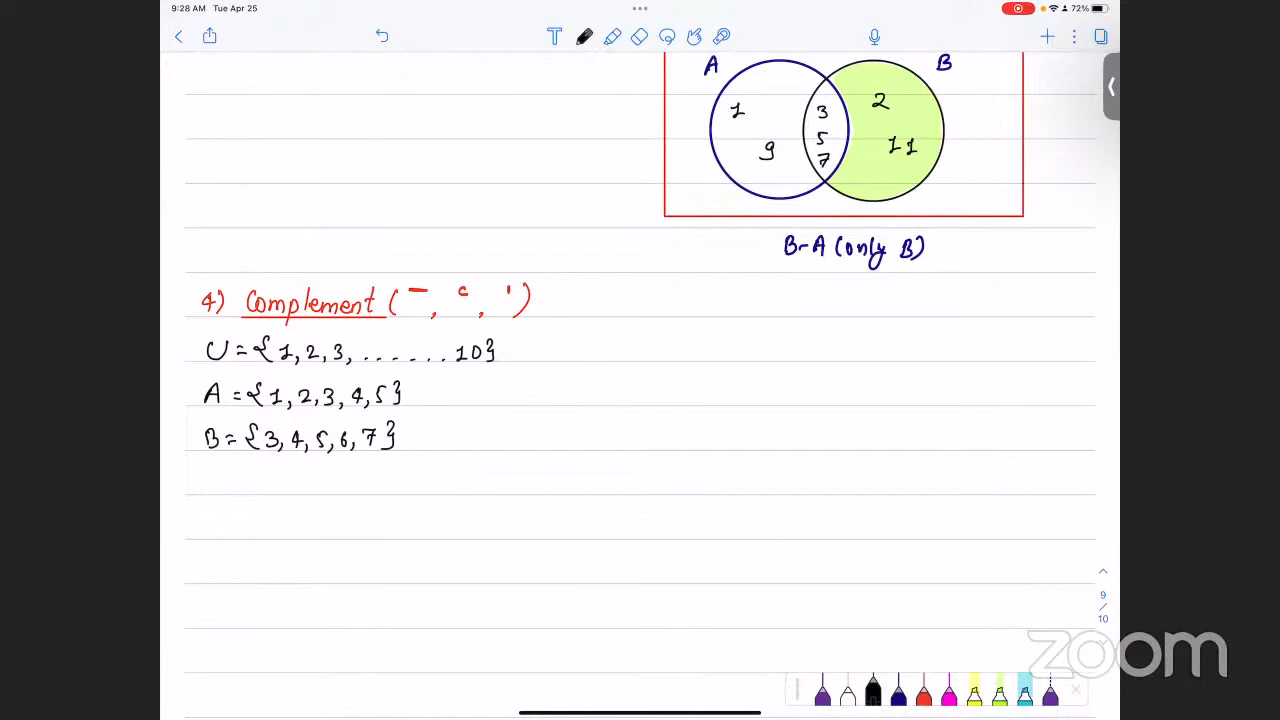 9:28 AM Tue Apr 25
72%
A
B
1
3
2
5
11
9
7
B-A (only B)
4) Complement ( ‾ , c , ' )
U = {1, 2, 3, ....... 10}
A = {1, 2, 3, 4, 5}
B = {3, 4, 5, 6, 7}
9
/
10
zoom